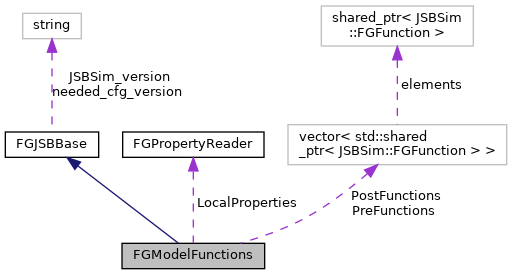 string
shared_ptr< JSBSim
::FGFunction >
JSBSim_version
needed_cfg_version
elements
FGJSBBase
FGPropertyReader
vector< std::shared
_ptr< JSBSim::FGFunction > >
LocalProperties
PostFunctions
PreFunctions
FGModelFunctions